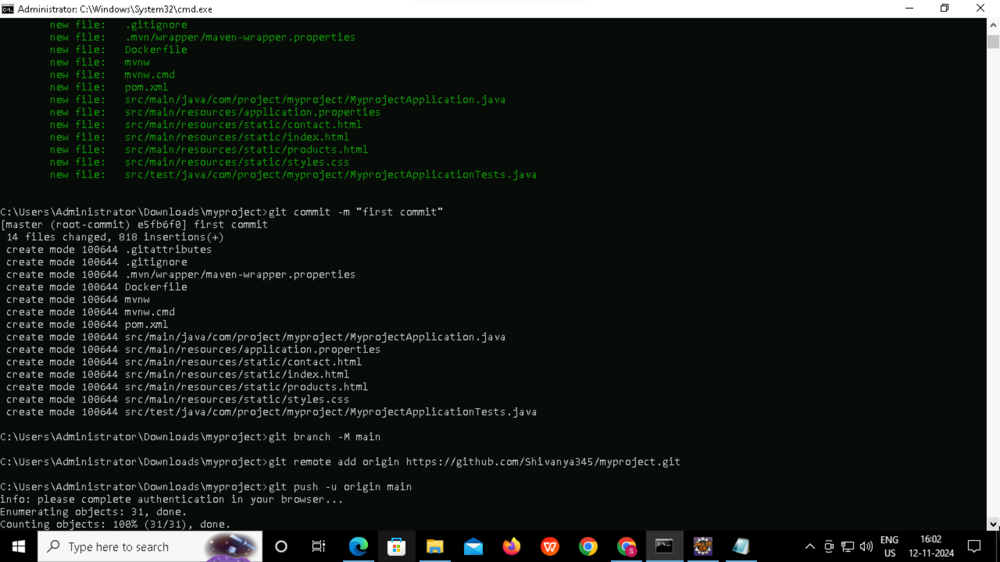 Administrator: C:\Windows\System32\cmd.exe
new file:   .gitignore
new file:   .mvn/wrapper/maven-wrapper.properties
new file:   Dockerfile
new file:   mvnw
new file:   mvnw.cmd
new file:   pom.xml
new file:   src/main/java/com/project/myproject/MyprojectApplication.java
new file:   src/main/resources/application.properties
new file:   src/main/resources/static/contact.html
new file:   src/main/resources/static/index.html
new file:   src/main/resources/static/products.html
new file:   src/main/resources/static/styles.css
new file:   src/test/java/com/project/myproject/MyprojectApplicationTests.java
C:\Users\Administrator\Downloads\myproject>git commit -m "first commit"
[master (root-commit) e5fb6f0] first commit
14 files changed, 818 insertions(+)
create mode 100644 .gitattributes
create mode 100644 .gitignore
create mode 100644 .mvn/wrapper/maven-wrapper.properties
create mode 100644 Dockerfile
create mode 100644 mvnw
create mode 100644 mvnw.cmd
create mode 100644 pom.xml
create mode 100644 src/main/java/com/project/myproject/MyprojectApplication.java
create mode 100644 src/main/resources/application.properties
create mode 100644 src/main/resources/static/contact.html
create mode 100644 src/main/resources/static/index.html
create mode 100644 src/main/resources/static/products.html
create mode 100644 src/main/resources/static/styles.css
create mode 100644 src/test/java/com/project/myproject/MyprojectApplicationTests.java
C:\Users\Administrator\Downloads\myproject>git branch -M main
C:\Users\Administrator\Downloads\myproject>git remote add origin https://github.com/Shivanya345/myproject.git
C:\Users\Administrator\Downloads\myproject>git push -u origin main
info: please complete authentication in your browser...
Enumerating objects: 31, done.
Counting objects: 100% (31/31), done.
Type here to search
ENG
US
16:02
12-11-2024